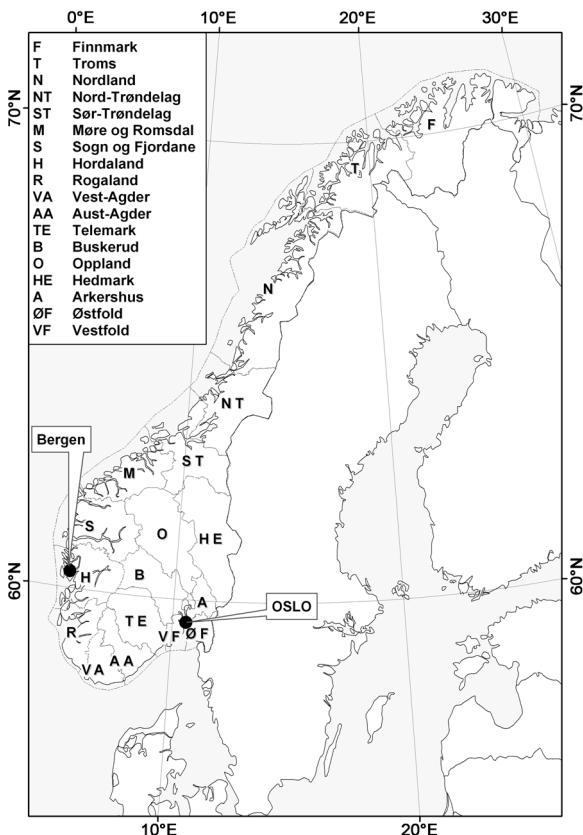 0°E 10°E 20°E 30°E
F Finnmark
T Troms
N Nordland
NT Nord-Trøndelag
ST Sør-Trøndelag
M Møre og Romsdal
S Sogn og Fjordane
H Hordaland
R Rogaland
VA Vest-Agder
AA Aust-Agder
TE Telemark
B Buskerud
O Oppland
HE Hedmark
A Arkershus
ØF Østfold
VF Vestfold
70°N
70°N
F
T
N
NT
Bergen
ST
M
S
O
HE
60°N
60°N
H
B
A
OSLO
TE
R
VF ØF
AA
VA
10°E 20°E